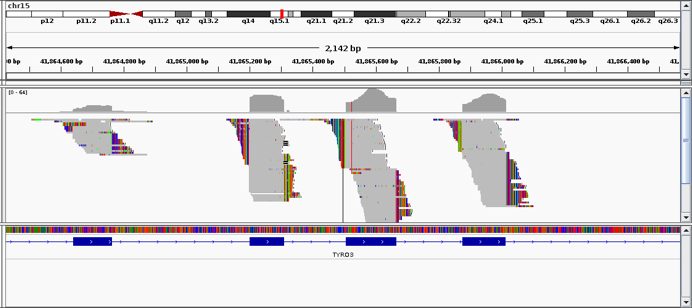 chr15
p12 p11.2 p11.1 q11.2 q12 q13.2 q14 q15.1 q21.1 q21.2 q21.3 q22.2 q22.32 q24.1 q25.1 q25.3 q26.1 q26.2 q26.3
2,142 bp
0 bp 41,064,600 bp 41,064,800 bp 41,065,000 bp 41,065,200 bp 41,065,400 bp 41,065,600 bp 41,065,800 bp 41,066,000 bp 41,066,200 bp 41,066,400 bp 41,
[0 - 64]
TYRO3